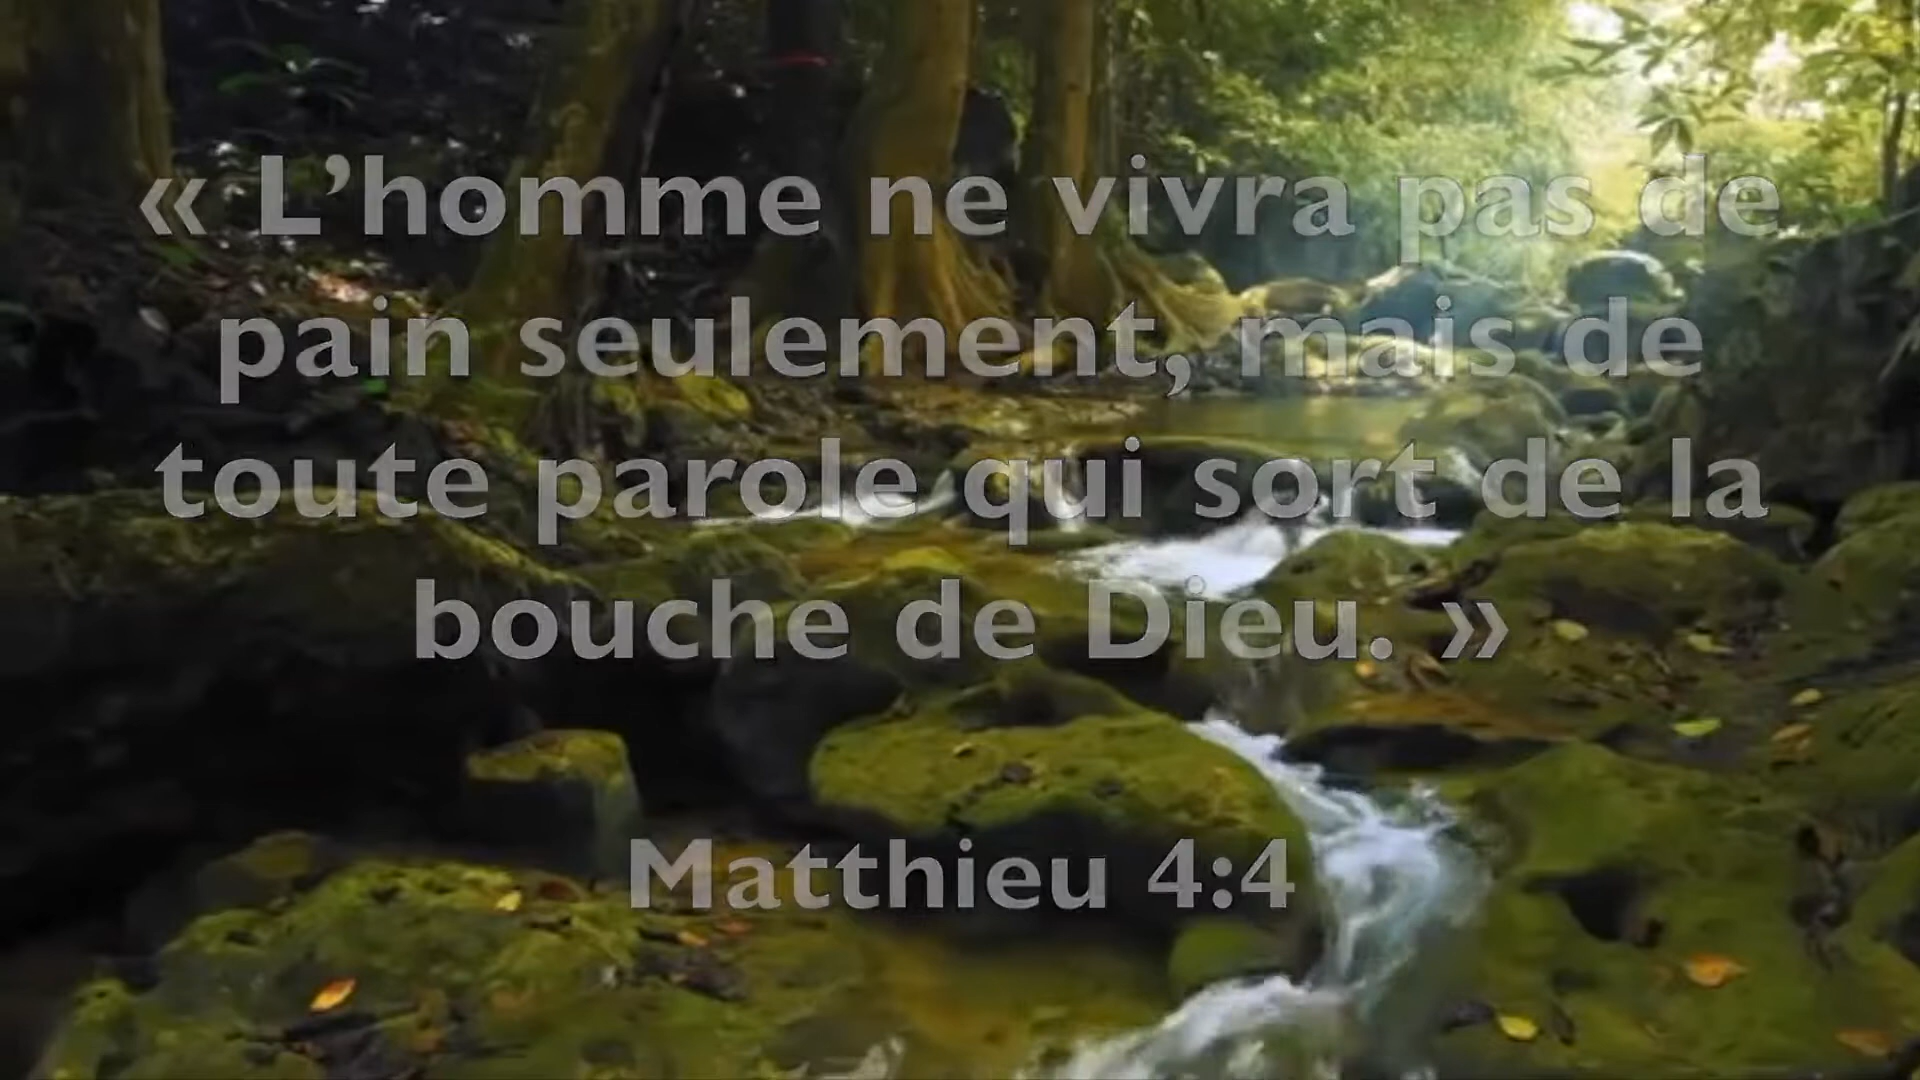 « L’homme ne vivra pas de
pain seulement, mais de
toute parole qui sort de la
bouche de Dieu. »
Matthieu 4:4